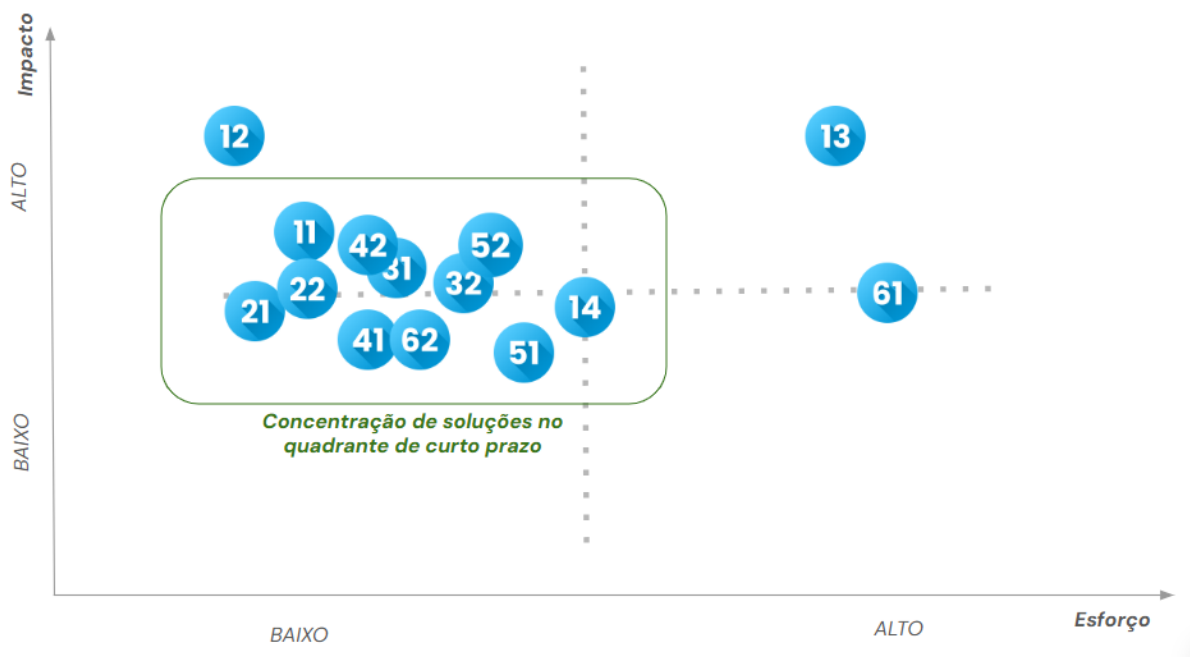 Impacto
ALTO
BAIXO
12
13
11
42
31
52
32
22
21
14
61
41
62
51
Concentração de soluções no
quadrante de curto prazo
BAIXO
ALTO
Esforço